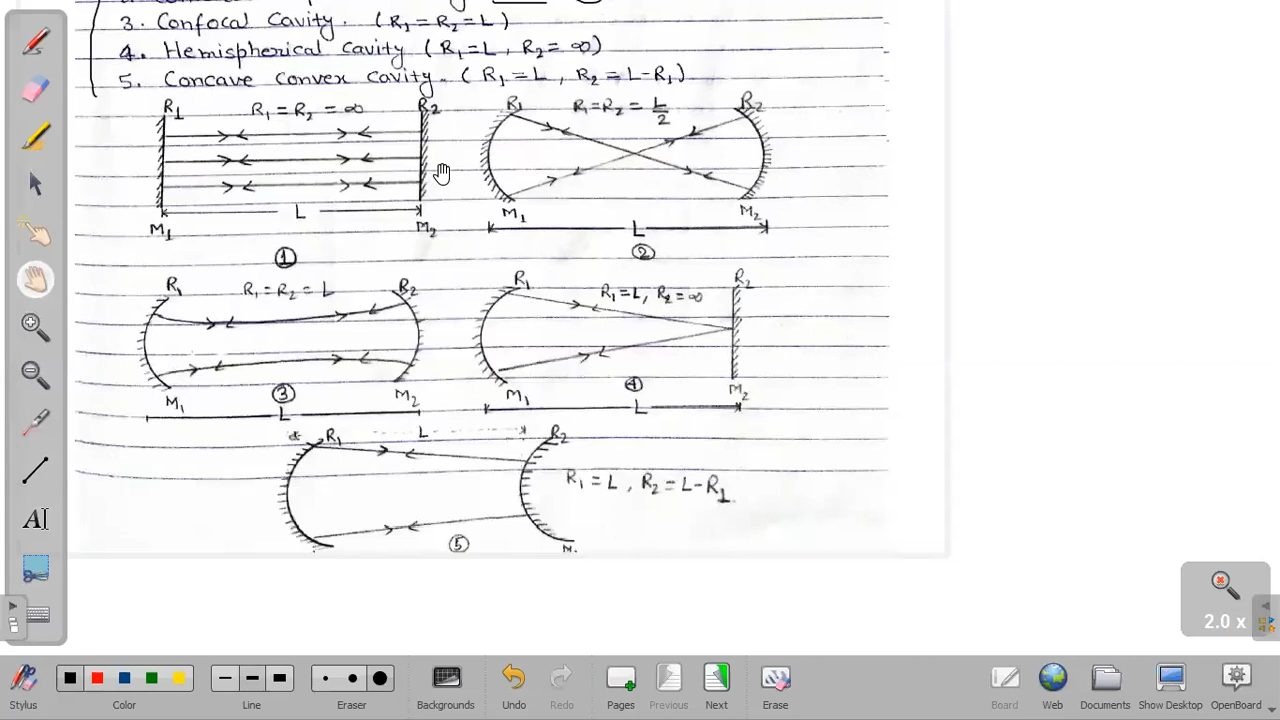 3. Confocal Cavity. (R₁ = R₂ = L)
4. Hemispherical cavity (R₁ = L, R₂ = ∞)
5. Concave convex cavity. (R₁ = L, R₂ = L-R₁)
R₁ R₁ = R₂ = ∞ R₂
R₁ R₁ = R₂ = L/2 R₂
L
M₁ M₂
M₁ M₂
L
① ②
R₁ R₁ = R₂ = L R₂
R₁ R₁ = L, R₂ = ∞ R₂
M₁ ③ M₂
L
M₁ ④ M₂
L
R₁ L R₂
R₁ = L, R₂ = L-R₁
⑤
2.0 x
Stylus Color Line Eraser Backgrounds Undo Redo Pages Previous Next Erase Board Web Documents Show Desktop OpenBoard